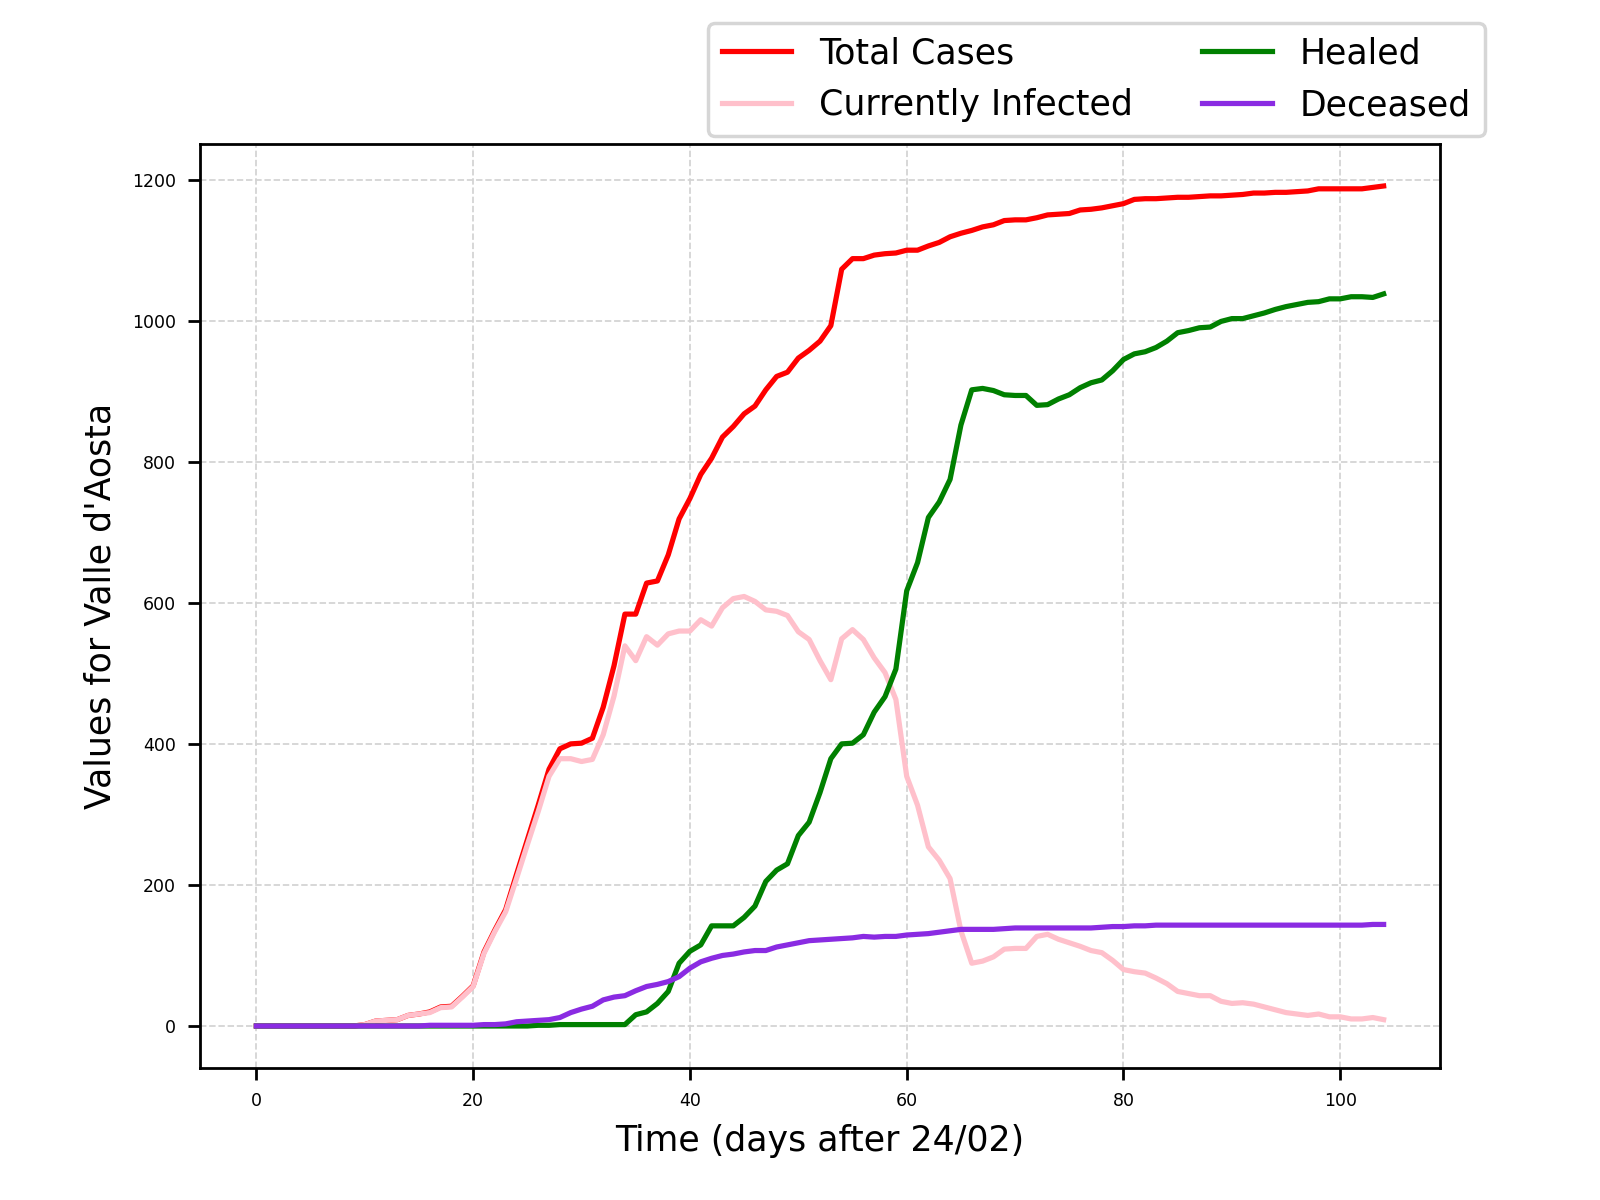 Total Cases
Currently Infected
Healed
Deceased
1200
1000
800
600
400
200
0
Values for Valle d'Aosta
0 20 40 60 80 100
Time (days after 24/02)